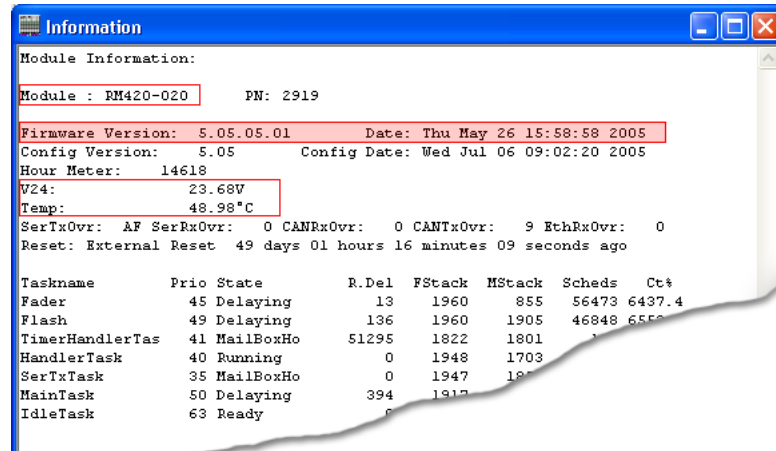 Information
Module Information:
Module : RM420-020 PN: 2919
Firmware Version: 5.05.05.01 Date: Thu May 26 15:58:58 2005
Config Version: 5.05 Config Date: Wed Jul 06 09:02:20 2005
Hour Meter: 14618
V24: 23.68V
Temp: 48.98°C
SerTxOvr: AF SerRxOvr: 0 CANRxOvr: 0 CANTxOvr: 9 EthRxOvr: 0
Reset: External Reset 49 days 01 hours 16 minutes 09 seconds ago
Taskname Prio State R.Del FStack MStack Scheds Ct%
Fader 45 Delaying 13 1960 855 56473 6437.4
Flash 49 Delaying 136 1960 1905 46848
TimerHandlerTas 41 MailBoxHo 51295 1822 1801
HandlerTask 40 Running 0 1948 1703
SerTxTask 35 MailBoxHo 0 1947
MainTask 50 Delaying 394
IdleTask 63 Ready